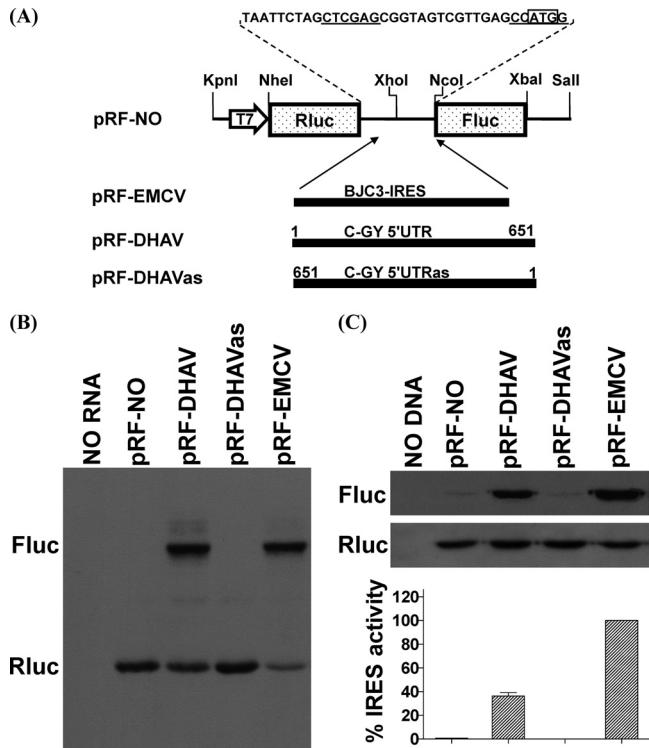 (A)
TAATTCTAGCTCGAGCGGTAGTCGTTGAGCCATGG
KpnI NheI XhoI NcoI XbaI SalI
pRF-NO T7 Rluc Fluc
pRF-EMCV BJC3-IRES
pRF-DHAV 1 C-GY 5'UTR 651
pRF-DHAVas 651 C-GY 5'UTRas 1
(B)
NO RNA
pRF-NO
pRF-DHAV
pRF-DHAVas
pRF-EMCV
Fluc
Rluc
(C)
NO DNA
pRF-NO
pRF-DHAV
pRF-DHAVas
pRF-EMCV
Fluc
Rluc
% IRES activity
120
100
80
60
40
20
0